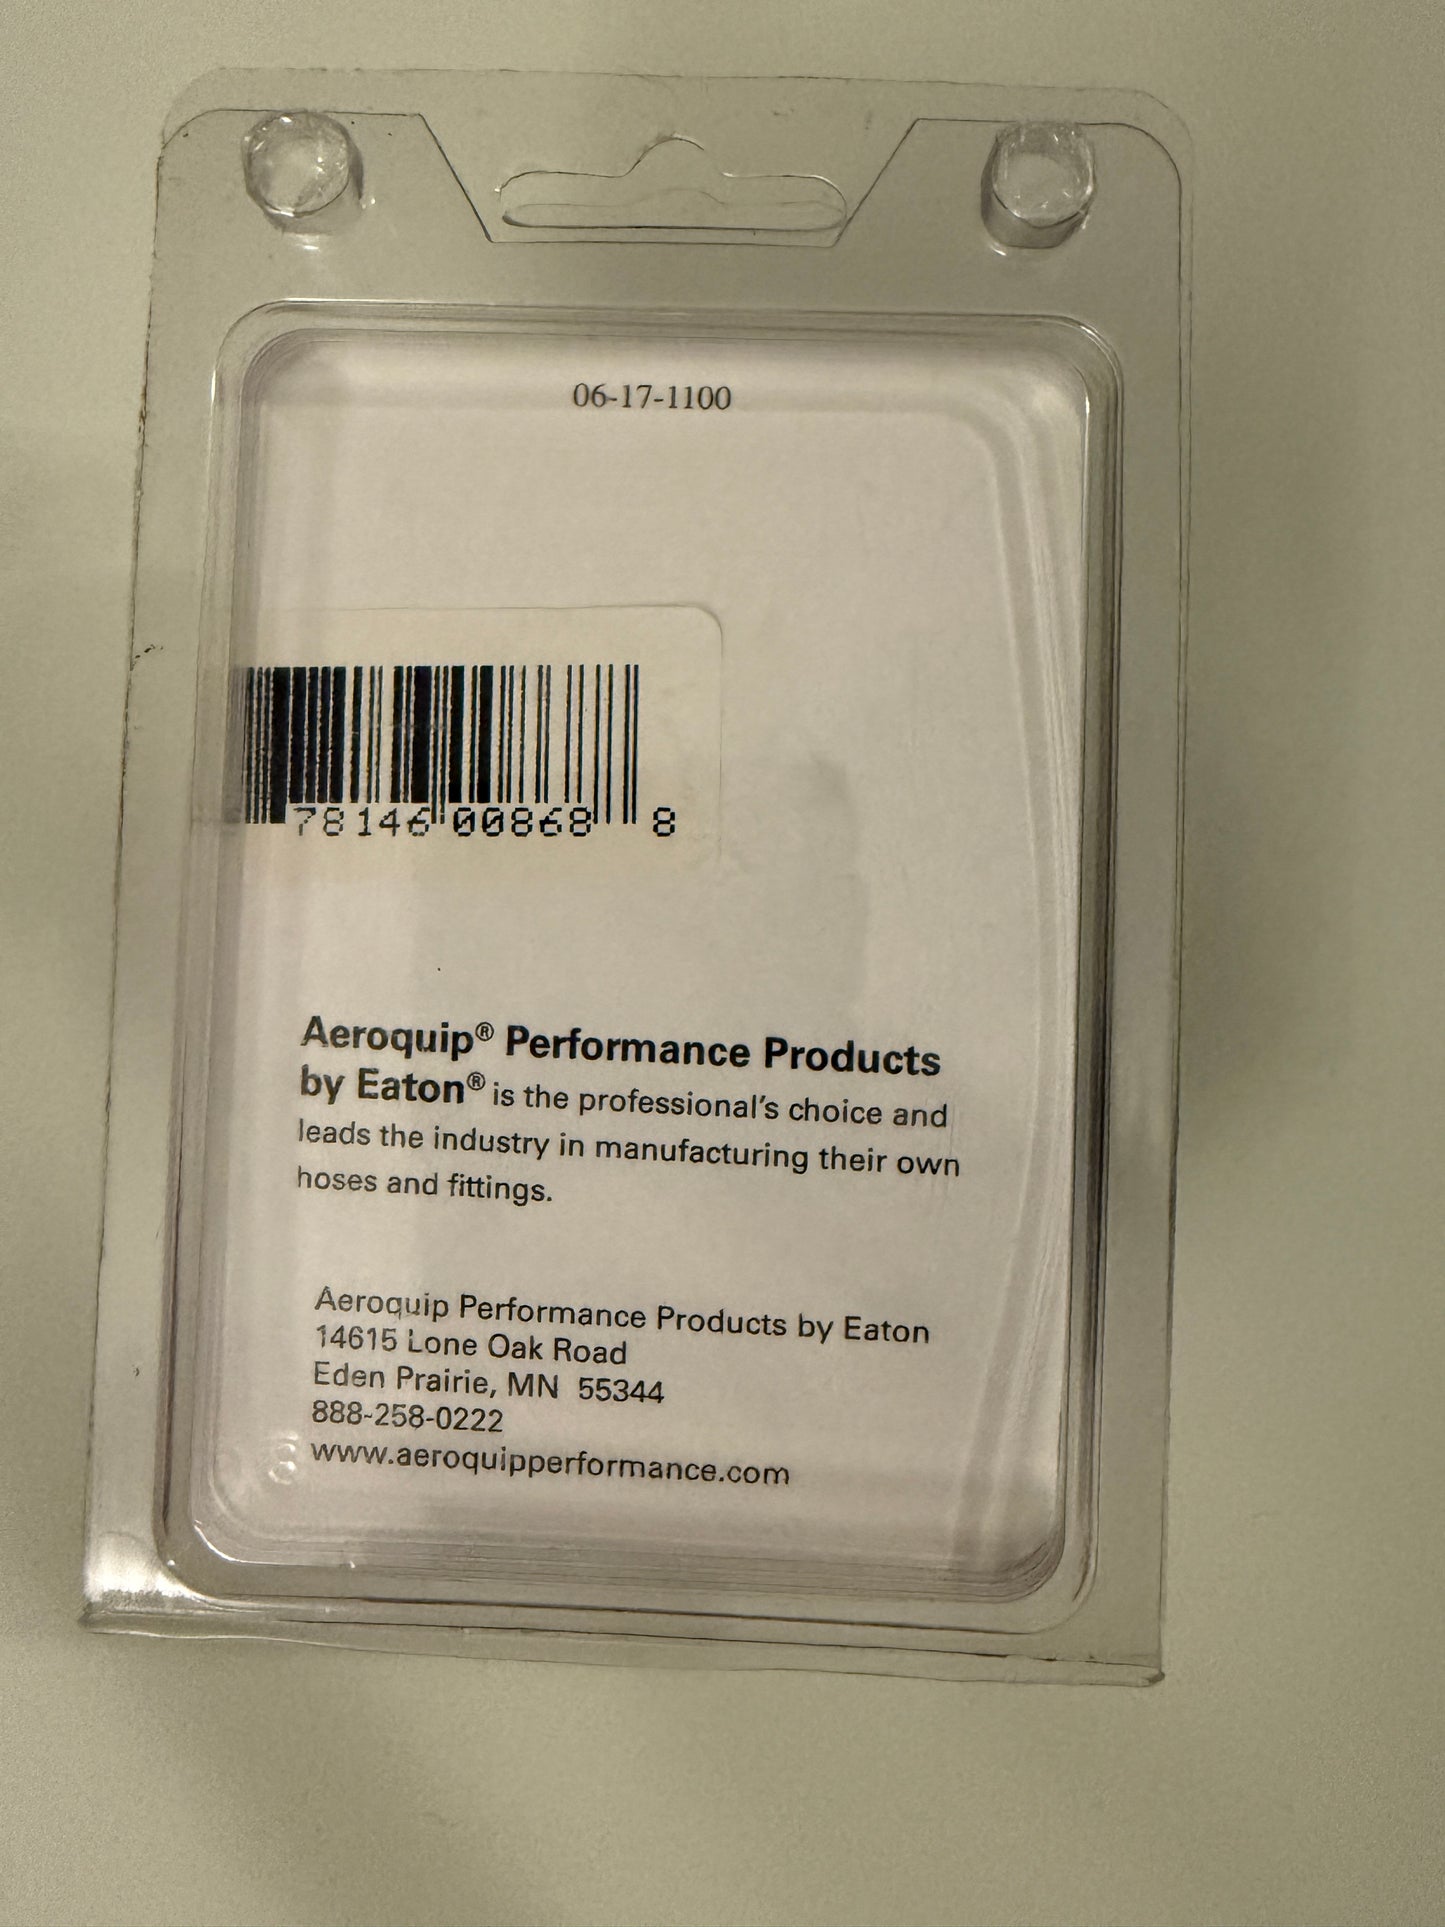 06-17-1100
78146 00868 8
Aeroquip® Performance Products
by Eaton® is the professional's choice and
leads the industry in manufacturing their own
hoses and fittings.
Aeroquip Performance Products by Eaton
14615 Lone Oak Road
Eden Prairie, MN 55344
888-258-0222
www.aeroquipperformance.com